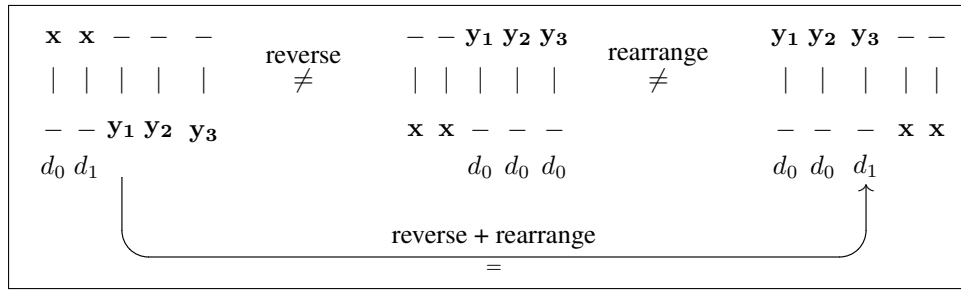 x x – – – – – y₁ y₂ y₃ y₁ y₂ y₃ – –
reverse rearrange
≠ ≠
| | | | | | | | | | | | | | |
– – y₁ y₂ y₃ x x – – – – – – x x
d₀ d₁ d₀ d₀ d₀ d₀ d₀ d₁
reverse + rearrange
=